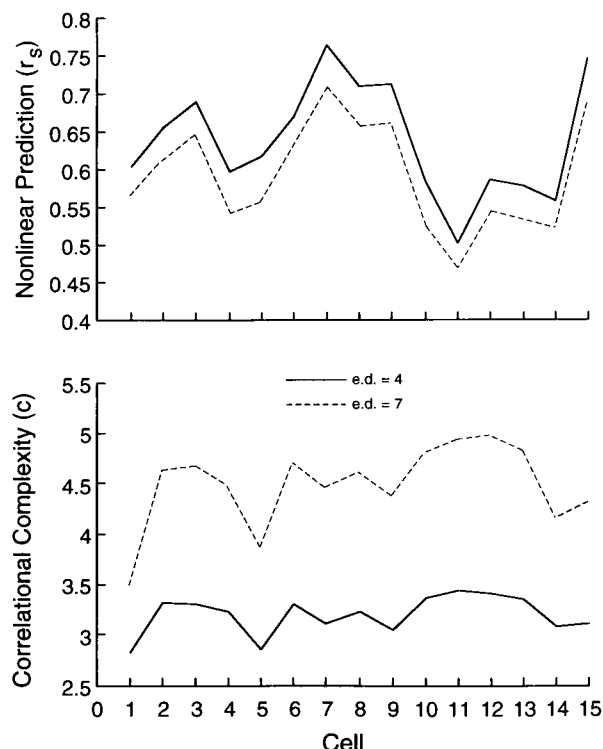 0.8
0.75
0.7
0.65
0.6
0.55
0.5
0.45
0.4
Nonlinear Prediction (rs)
5.5
5
4.5
4
3.5
3
2.5
Correlational Complexity (c)
e.d. = 4
e.d. = 7
0 1 2 3 4 5 6 7 8 9 10 11 12 13 14 15
Cell